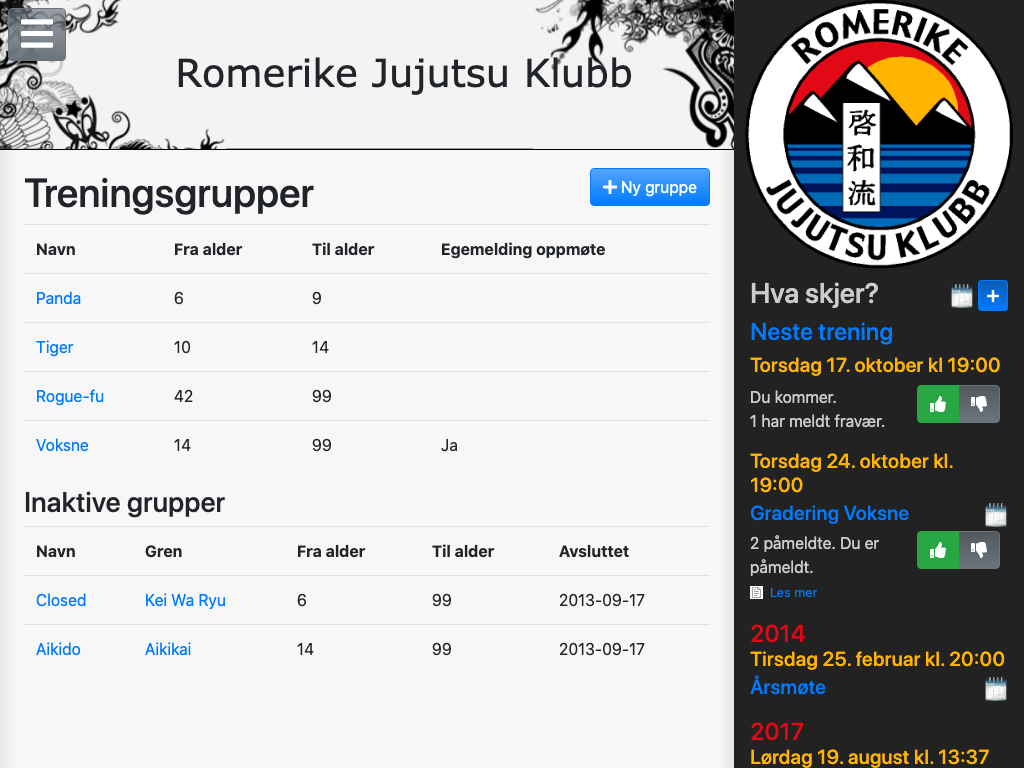 Romerike Jujutsu Klubb
Treningsgrupper
Ny gruppe
Navn Fra alder Til alder Egemelding oppmøte
Panda 6 9
Tiger 10 14
Rogue-fu 42 99
Voksne 14 99 Ja
Inaktive grupper
Navn Gren Fra alder Til alder Avsluttet
Closed Kei Wa Ryu 6 99 2013-09-17
Aikido Aikikai 14 99 2013-09-17
ROMERIKE
啓和流
JUJUTSU KLUBB
Hva skjer?
Neste trening
Torsdag 17. oktober kl 19:00
Du kommer.
1 har meldt fravær.
Torsdag 24. oktober kl.
19:00
Gradering Voksne
2 påmeldte. Du er
påmeldt.
Les mer
2014
Tirsdag 25. februar kl. 20:00
Årsmøte
2017
Lørdag 19. august kl. 13:37